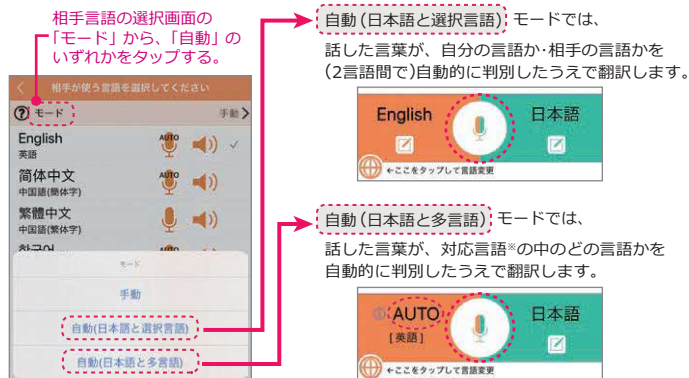 相手言語の選択画面の
「モード」から、「自動」の
いずれかをタップする。
相手が使う言語を選択してください
? モード 手動 >
English AUTO
英語
简体中文 AUTO
中国語(簡体字)
繁體中文
中国語(繁体字)
한국어 AUTO
モード
手動
自動(日本語と選択言語)
自動(日本語と多言語)
自動(日本語と選択言語) モードでは、
話した言葉が、自分の言語か・相手の言語かを
(2言語間で)自動的に判別したうえで翻訳します。
English 日本語
←ここをタップして言語変更
自動(日本語と多言語) モードでは、
話した言葉が、対応言語※の中のどの言語かを
自動的に判別したうえで翻訳します。
AUTO 日本語
[英語]
←ここをタップして言語変更